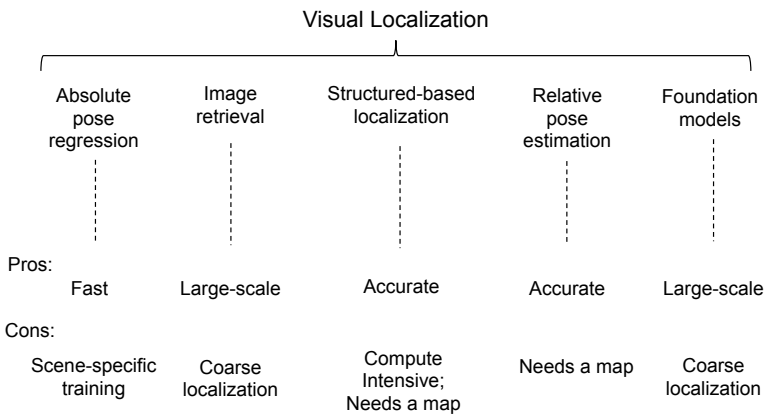 Visual Localization
Absolute
pose
regression
Image
retrieval
Structured-based
localization
Relative
pose
estimation
Foundation
models
Pros:
Fast
Large-scale
Accurate
Accurate
Large-scale
Cons:
Scene-specific
training
Coarse
localization
Compute
Intensive;
Needs a map
Needs a map
Coarse
localization